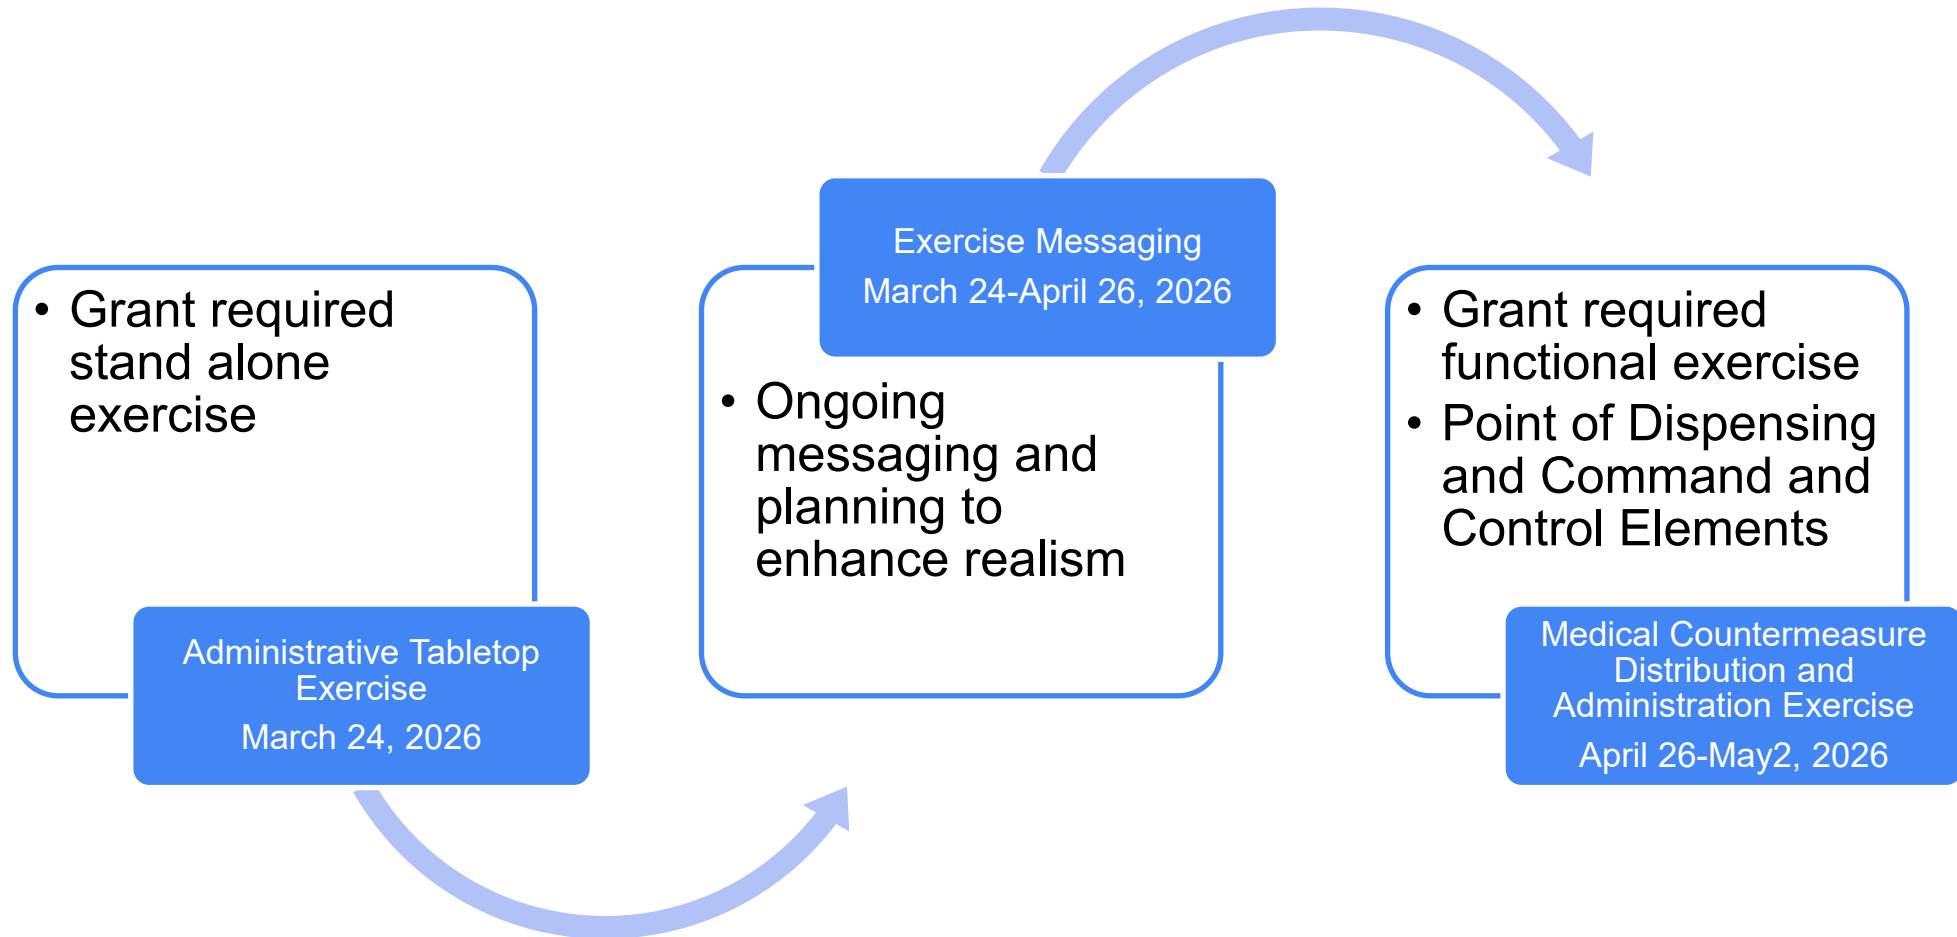 • Grant required
stand alone
exercise
Administrative Tabletop
Exercise
March 24, 2026
Exercise Messaging
March 24-April 26, 2026
• Ongoing
messaging and
planning to
enhance realism
• Grant required
functional exercise
• Point of Dispensing
and Command and
Control Elements
Medical Countermeasure
Distribution and
Administration Exercise
April 26-May2, 2026